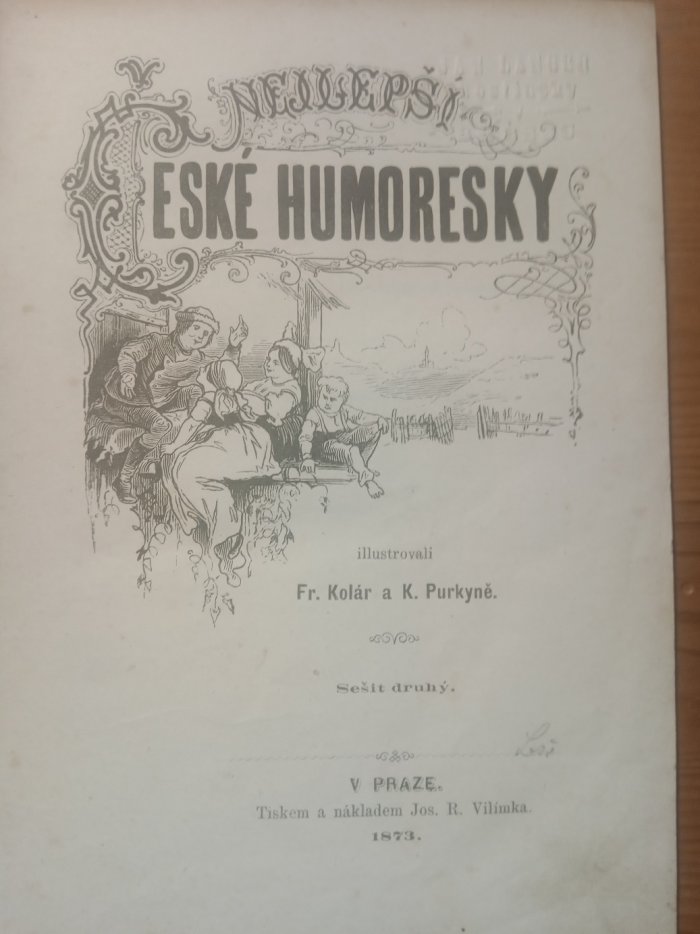 NEJLEPŠÍ
ČESKÉ HUMORESKY
illustrovali
Fr. Kolár a K. Purkyně.
Sešit druhý.
V PRAZE.
Tiskem a nákladem Jos. R. Vilímka.
1873.